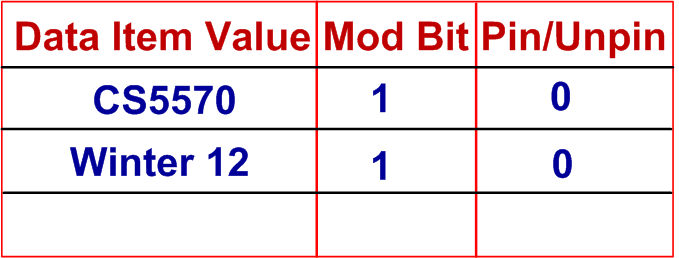 Data Item Value Mod Bit Pin/Unpin
CS5570 1 0
Winter 12 1 0